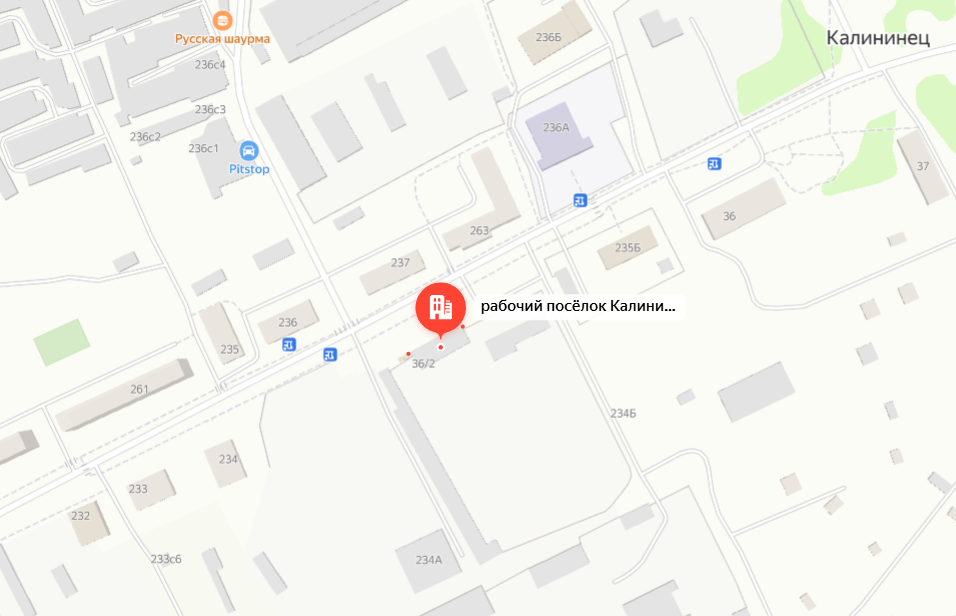 Русская шаурма
236Б
Калининец
236с4
236с3
236А
236с2
236с1
Pitstop
37
36
263
235Б
237
рабочий посёлок Калини...
236
235
36/2
261
234Б
234
233
232
233с6
234А